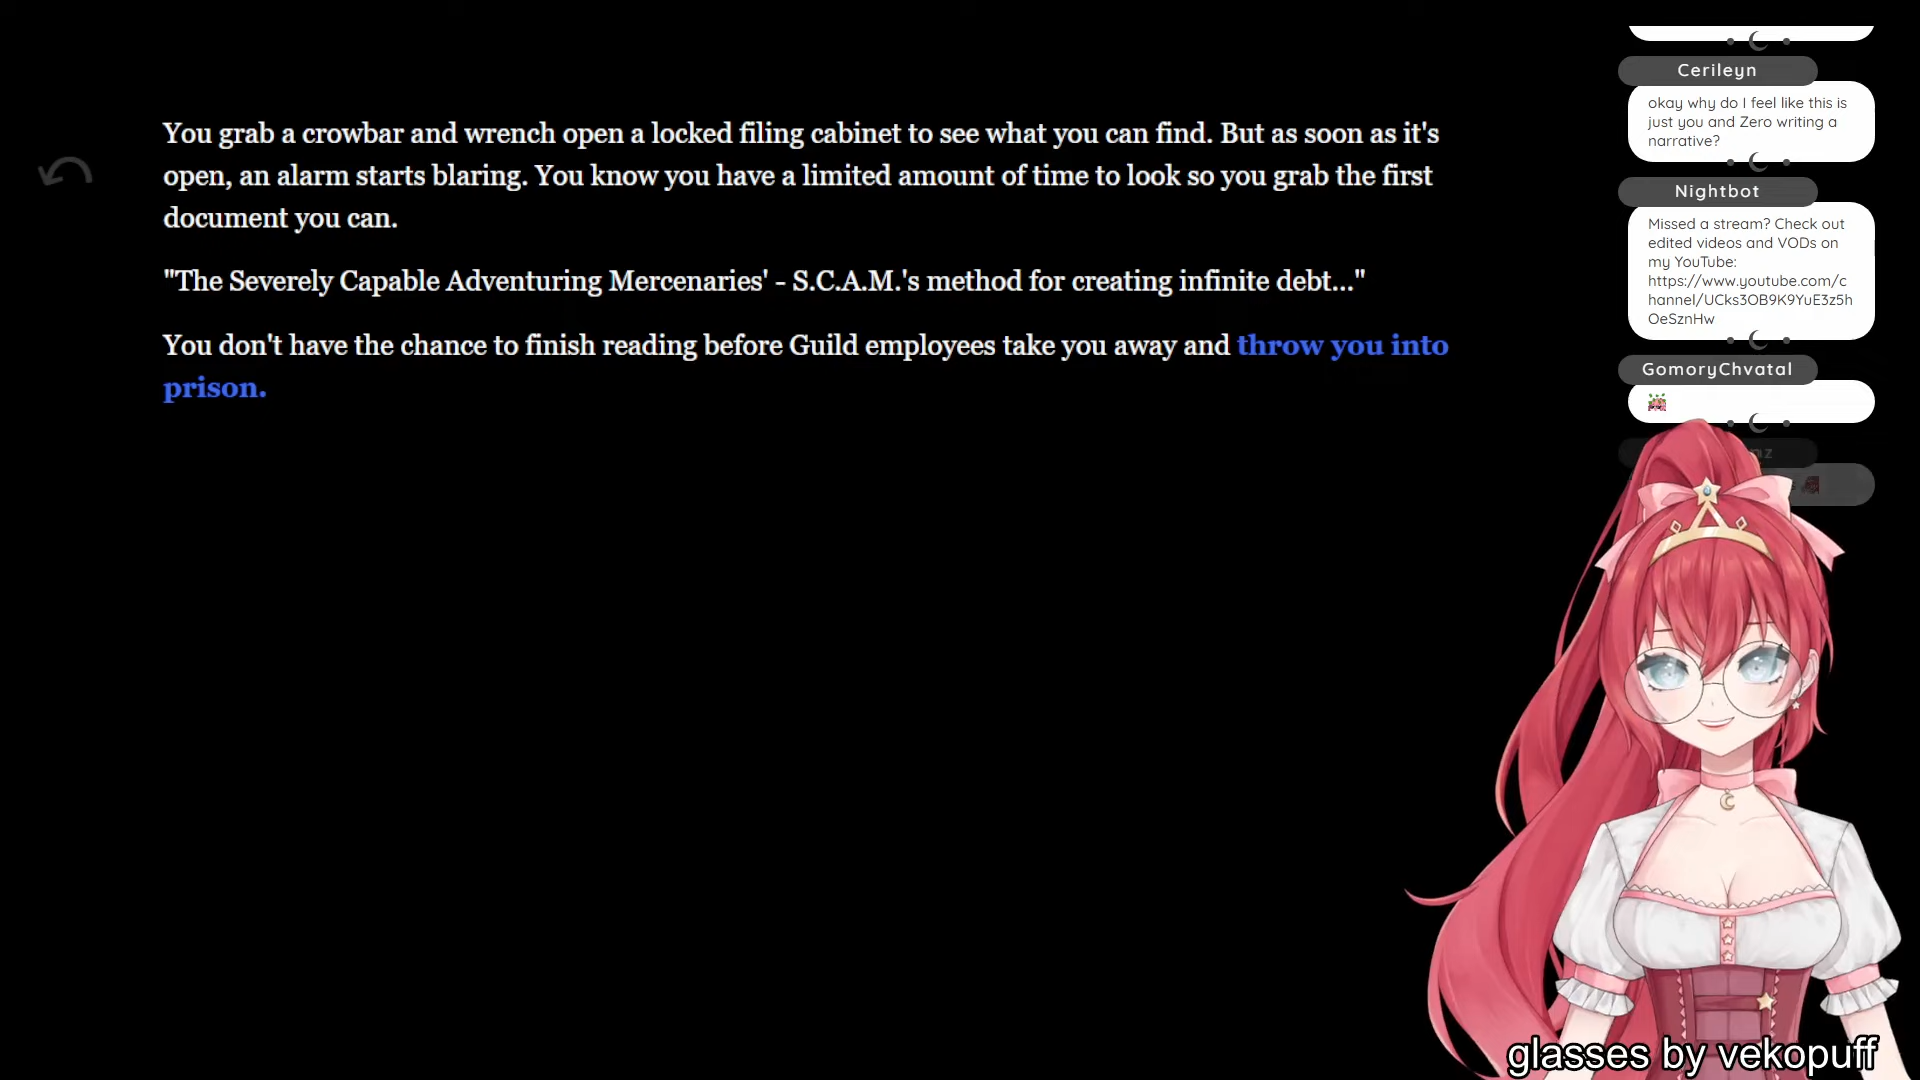 You grab a crowbar and wrench open a locked filing cabinet to see what you can find. But as soon as it's
open, an alarm starts blaring. You know you have a limited amount of time to look so you grab the first
document you can.
"The Severely Capable Adventuring Mercenaries' - S.C.A.M.'s method for creating infinite debt..."
You don't have the chance to finish reading before Guild employees take you away and throw you into
prison.
Cerileyn
okay why do I feel like this is
just you and Zero writing a
narrative?
Nightbot
Missed a stream? Check out
edited videos and VODs on
my YouTube:
https://www.youtube.com/c
hannel/UCks3OB9K9YuE3z5h
OeSznHw
GomoryChvatal
glasses by vekopuff